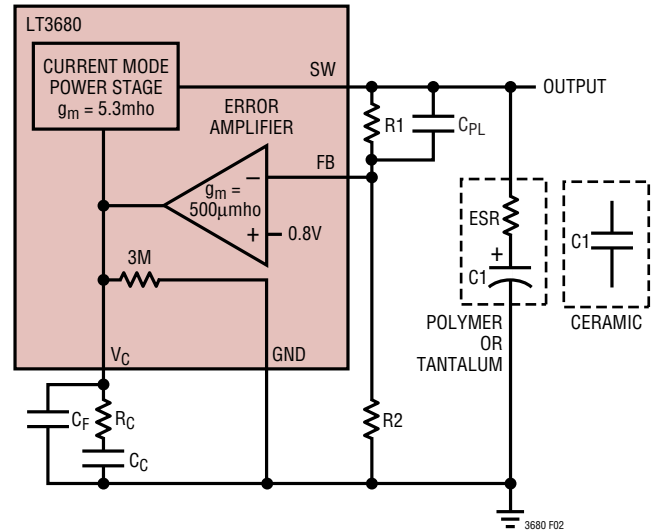 LT3680
CURRENT MODE
POWER STAGE
gm = 5.3mho
SW
OUTPUT
ERROR
AMPLIFIER
R1
CPL
FB
–
gm =
500µmho
+
0.8V
ESR
+
C1
C1
3M
POLYMER
OR
TANTALUM
CERAMIC
VC
GND
CF
RC
R2
CC
3680 F02